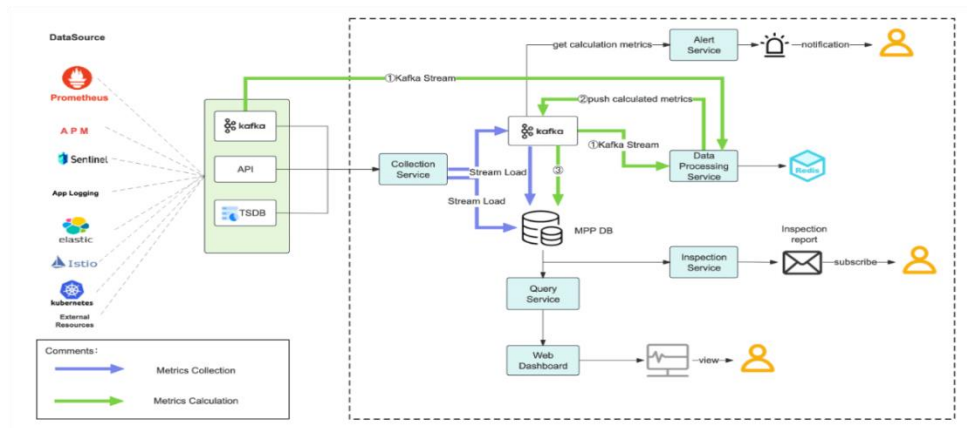 DataSource
Prometheus
A P M
Sentinel
App Logging
elastic
Istio
kubernetes
External
Resources
kafka
API
TSDB
①Kafka Stream
Collection
Service
Stream Load
Stream Load
kafka
get calculation metrics
Alert
Service
notification
②push calculated metrics
①Kafka Stream
③
Data
Processing
Service
Redis
MPP DB
Inspection
Service
Inspection
report
subscribe
Query
Service
Web
Dashboard
view
Comments:
Metrics Collection
Metrics Calculation